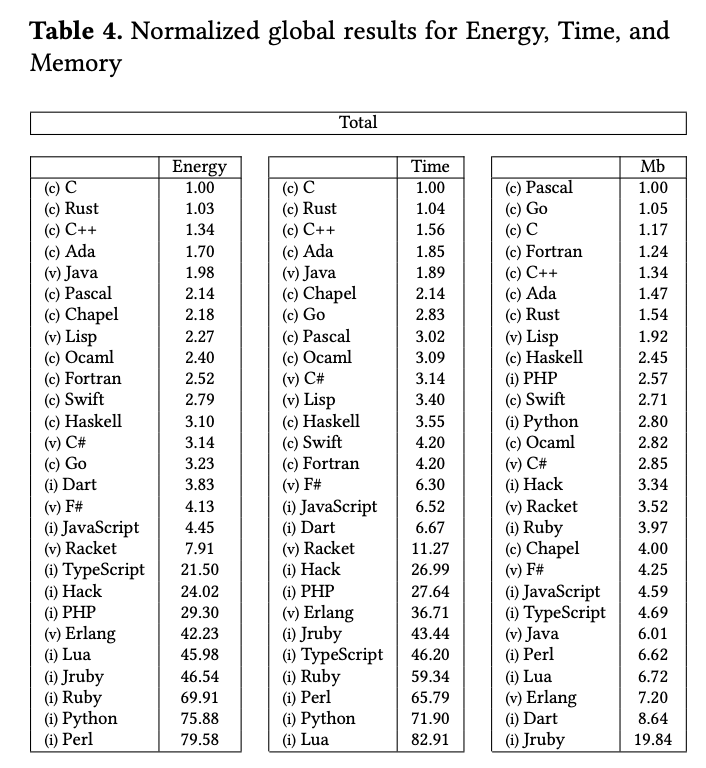 Table 4. Normalized global results for Energy, Time, and
Memory
Total
Energy
(c) C 1.00
(c) Rust 1.03
(c) C++ 1.34
(c) Ada 1.70
(v) Java 1.98
(c) Pascal 2.14
(c) Chapel 2.18
(v) Lisp 2.27
(c) Ocaml 2.40
(c) Fortran 2.52
(c) Swift 2.79
(c) Haskell 3.10
(v) C# 3.14
(c) Go 3.23
(i) Dart 3.83
(v) F# 4.13
(i) JavaScript 4.45
(v) Racket 7.91
(i) TypeScript 21.50
(i) Hack 24.02
(i) PHP 29.30
(v) Erlang 42.23
(i) Lua 45.98
(i) Jruby 46.54
(i) Ruby 69.91
(i) Python 75.88
(i) Perl 79.58
Time
(c) C 1.00
(c) Rust 1.04
(c) C++ 1.56
(c) Ada 1.85
(v) Java 1.89
(c) Chapel 2.14
(c) Go 2.83
(c) Pascal 3.02
(c) Ocaml 3.09
(v) C# 3.14
(v) Lisp 3.40
(c) Haskell 3.55
(c) Swift 4.20
(c) Fortran 4.20
(v) F# 6.30
(i) JavaScript 6.52
(i) Dart 6.67
(v) Racket 11.27
(i) Hack 26.99
(i) PHP 27.64
(v) Erlang 36.71
(i) Jruby 43.44
(i) TypeScript 46.20
(i) Ruby 59.34
(i) Perl 65.79
(i) Python 71.90
(i) Lua 82.91
Mb
(c) Pascal 1.00
(c) Go 1.05
(c) C 1.17
(c) Fortran 1.24
(c) C++ 1.34
(c) Ada 1.47
(c) Rust 1.54
(v) Lisp 1.92
(c) Haskell 2.45
(i) PHP 2.57
(c) Swift 2.71
(i) Python 2.80
(c) Ocaml 2.82
(v) C# 2.85
(i) Hack 3.34
(v) Racket 3.52
(i) Ruby 3.97
(c) Chapel 4.00
(v) F# 4.25
(i) JavaScript 4.59
(i) TypeScript 4.69
(v) Java 6.01
(i) Perl 6.62
(i) Lua 6.72
(v) Erlang 7.20
(i) Dart 8.64
(i) Jruby 19.84